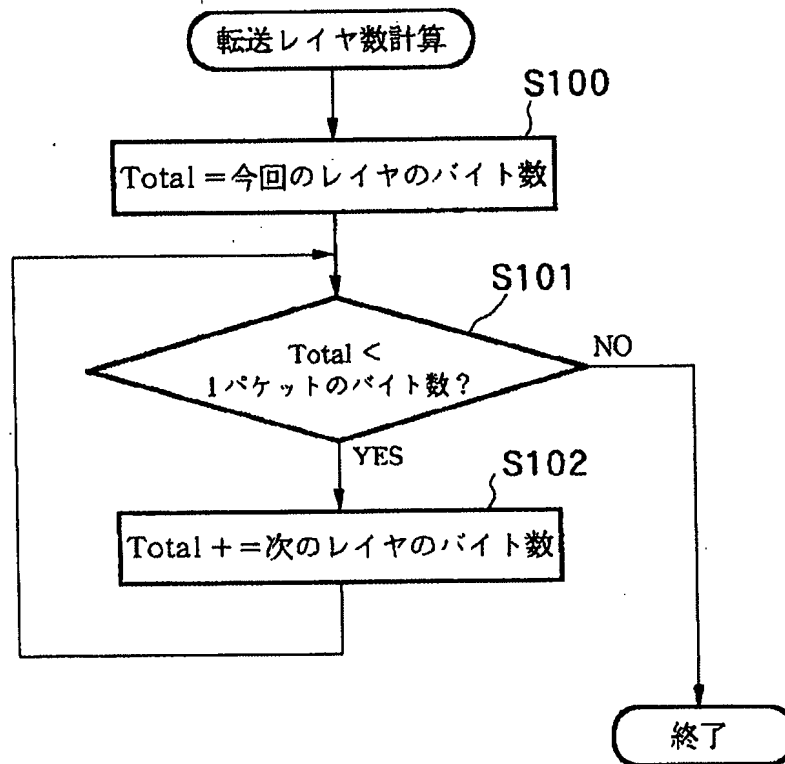 転送レイヤ数計算
S100
Total=今回のレイヤのバイト数
S101
Total <
1パケットのバイト数?
NO
YES
S102
Total + =次のレイヤのバイト数
終了